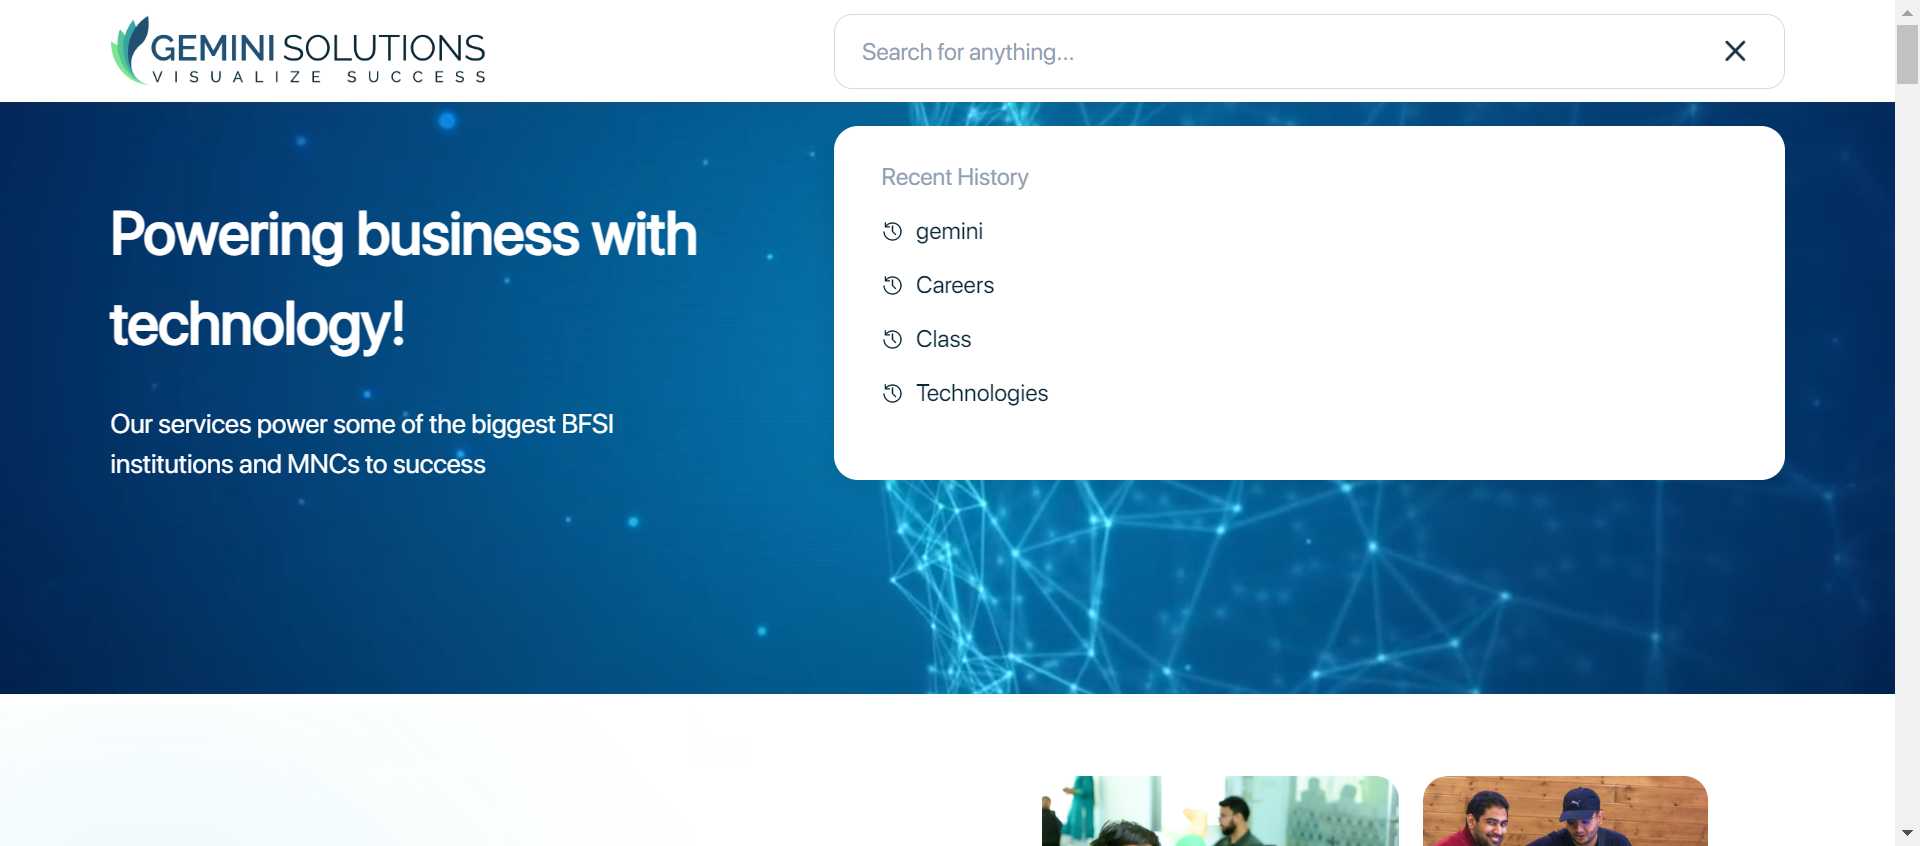 GEMINI SOLUTIONS
VISUALIZE SUCCESS
Search for anything...
Recent History
gemini
Careers
Class
Technologies
Powering business with
technology!
Our services power some of the biggest BFSI
institutions and MNCs to success